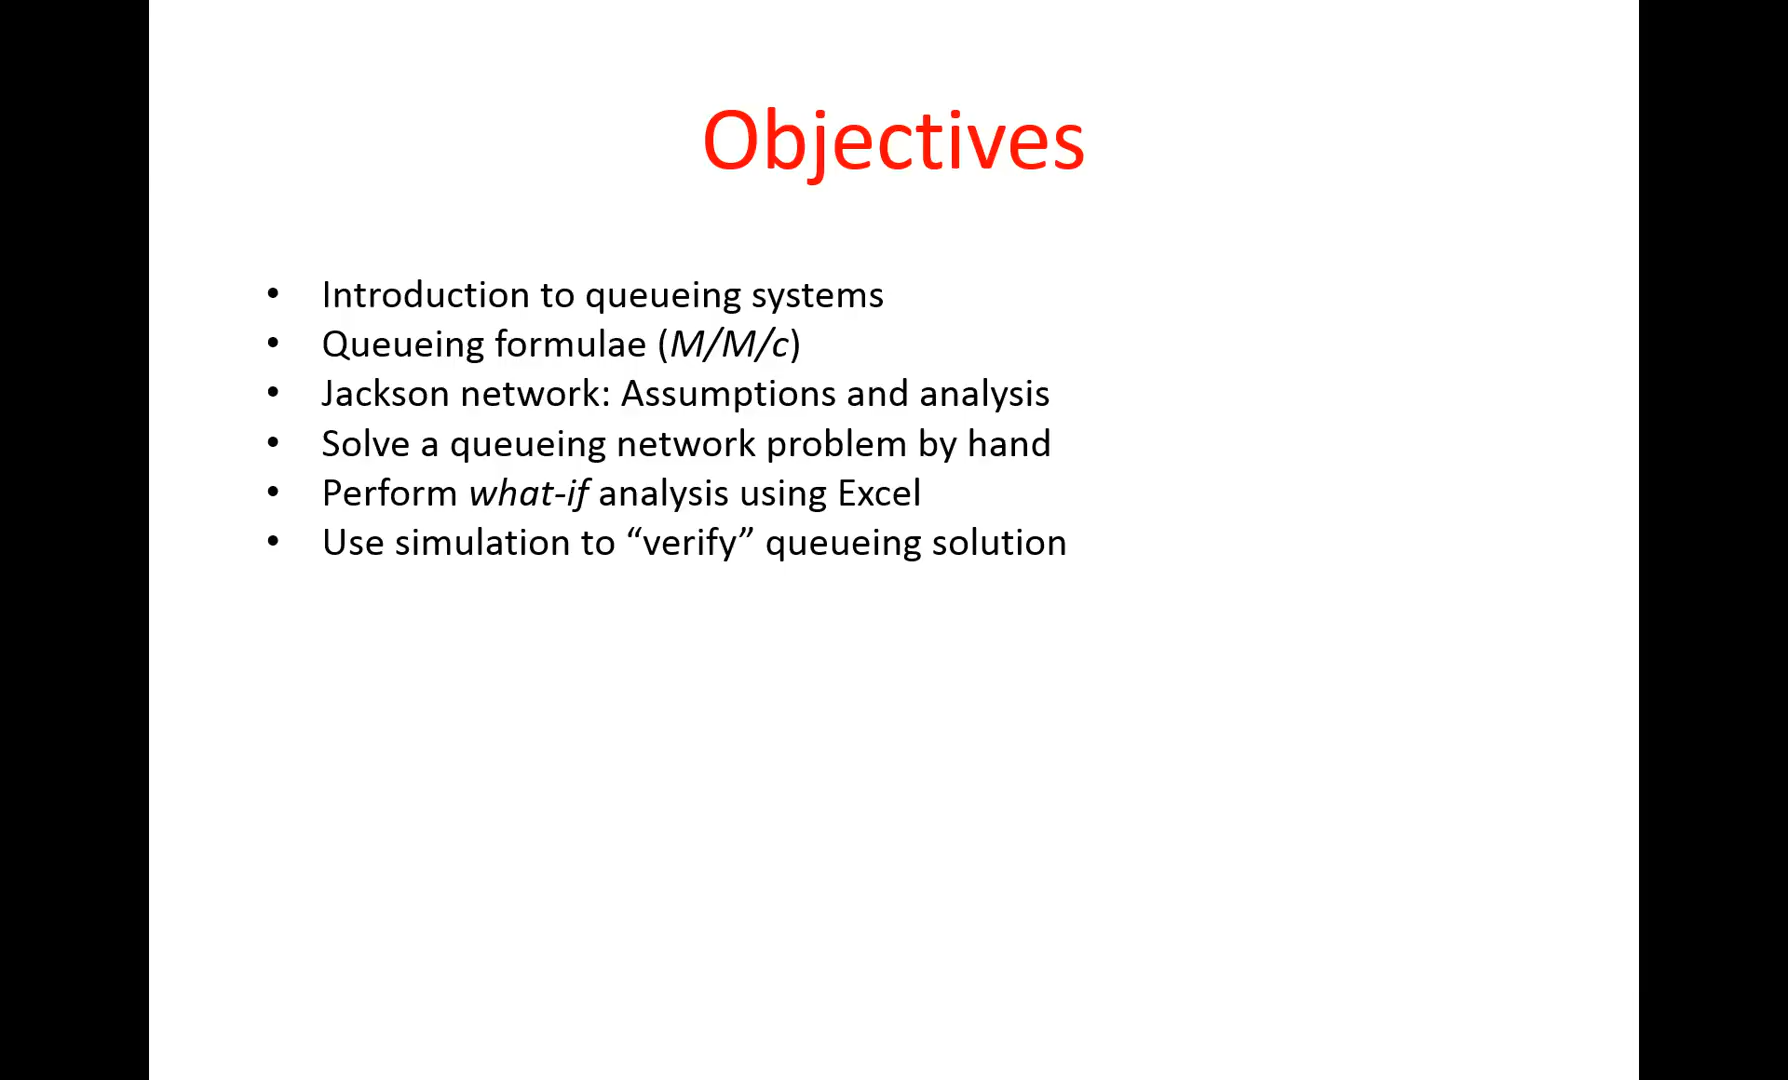 Objectives
• Introduction to queueing systems
• Queueing formulae (M/M/c)
• Jackson network: Assumptions and analysis
• Solve a queueing network problem by hand
• Perform what-if analysis using Excel
• Use simulation to “verify” queueing solution